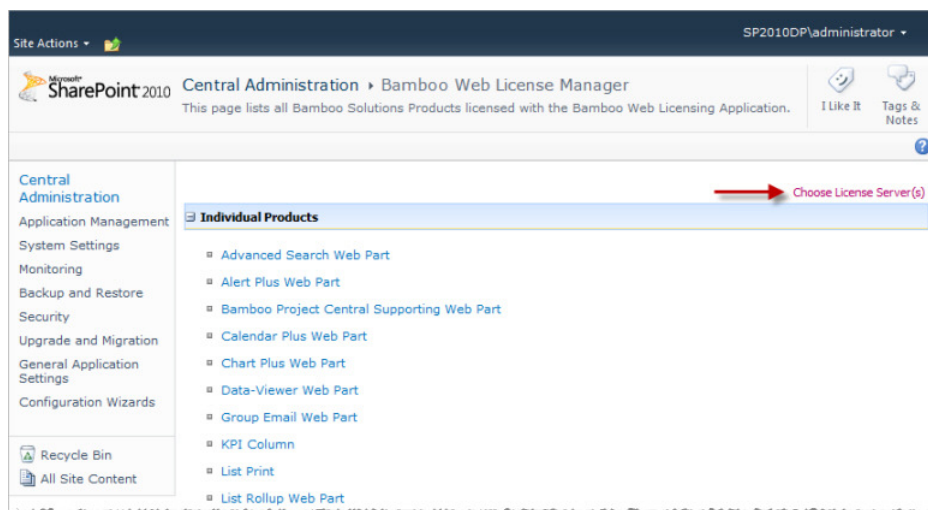 SP2010DP\administrator
Site Actions
Microsoft
SharePoint 2010
Central Administration ▸ Bamboo Web License Manager
This page lists all Bamboo Solutions Products licensed with the Bamboo Web Licensing Application.
I Like It
Tags &
Notes
Central
Administration
Application Management
System Settings
Monitoring
Backup and Restore
Security
Upgrade and Migration
General Application
Settings
Configuration Wizards
Recycle Bin
All Site Content
Choose License Server(s)
Individual Products
Advanced Search Web Part
Alert Plus Web Part
Bamboo Project Central Supporting Web Part
Calendar Plus Web Part
Chart Plus Web Part
Data-Viewer Web Part
Group Email Web Part
KPI Column
List Print
List Rollup Web Part